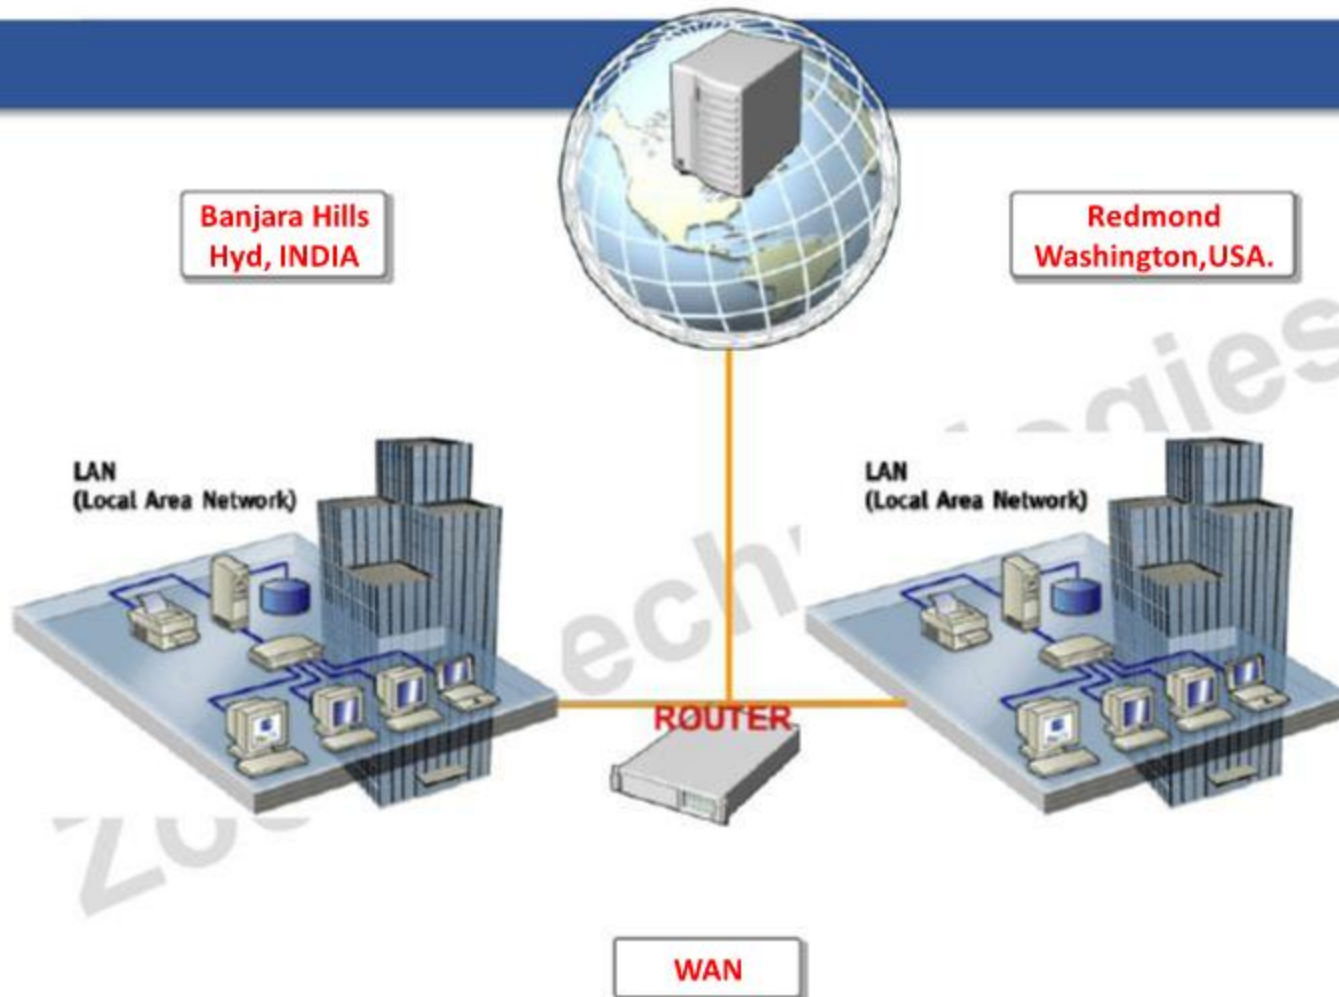 Banjara Hills
Hyd, INDIA
Redmond
Washington,USA.
LAN
(Local Area Network)
LAN
(Local Area Network)
ROUTER
WAN